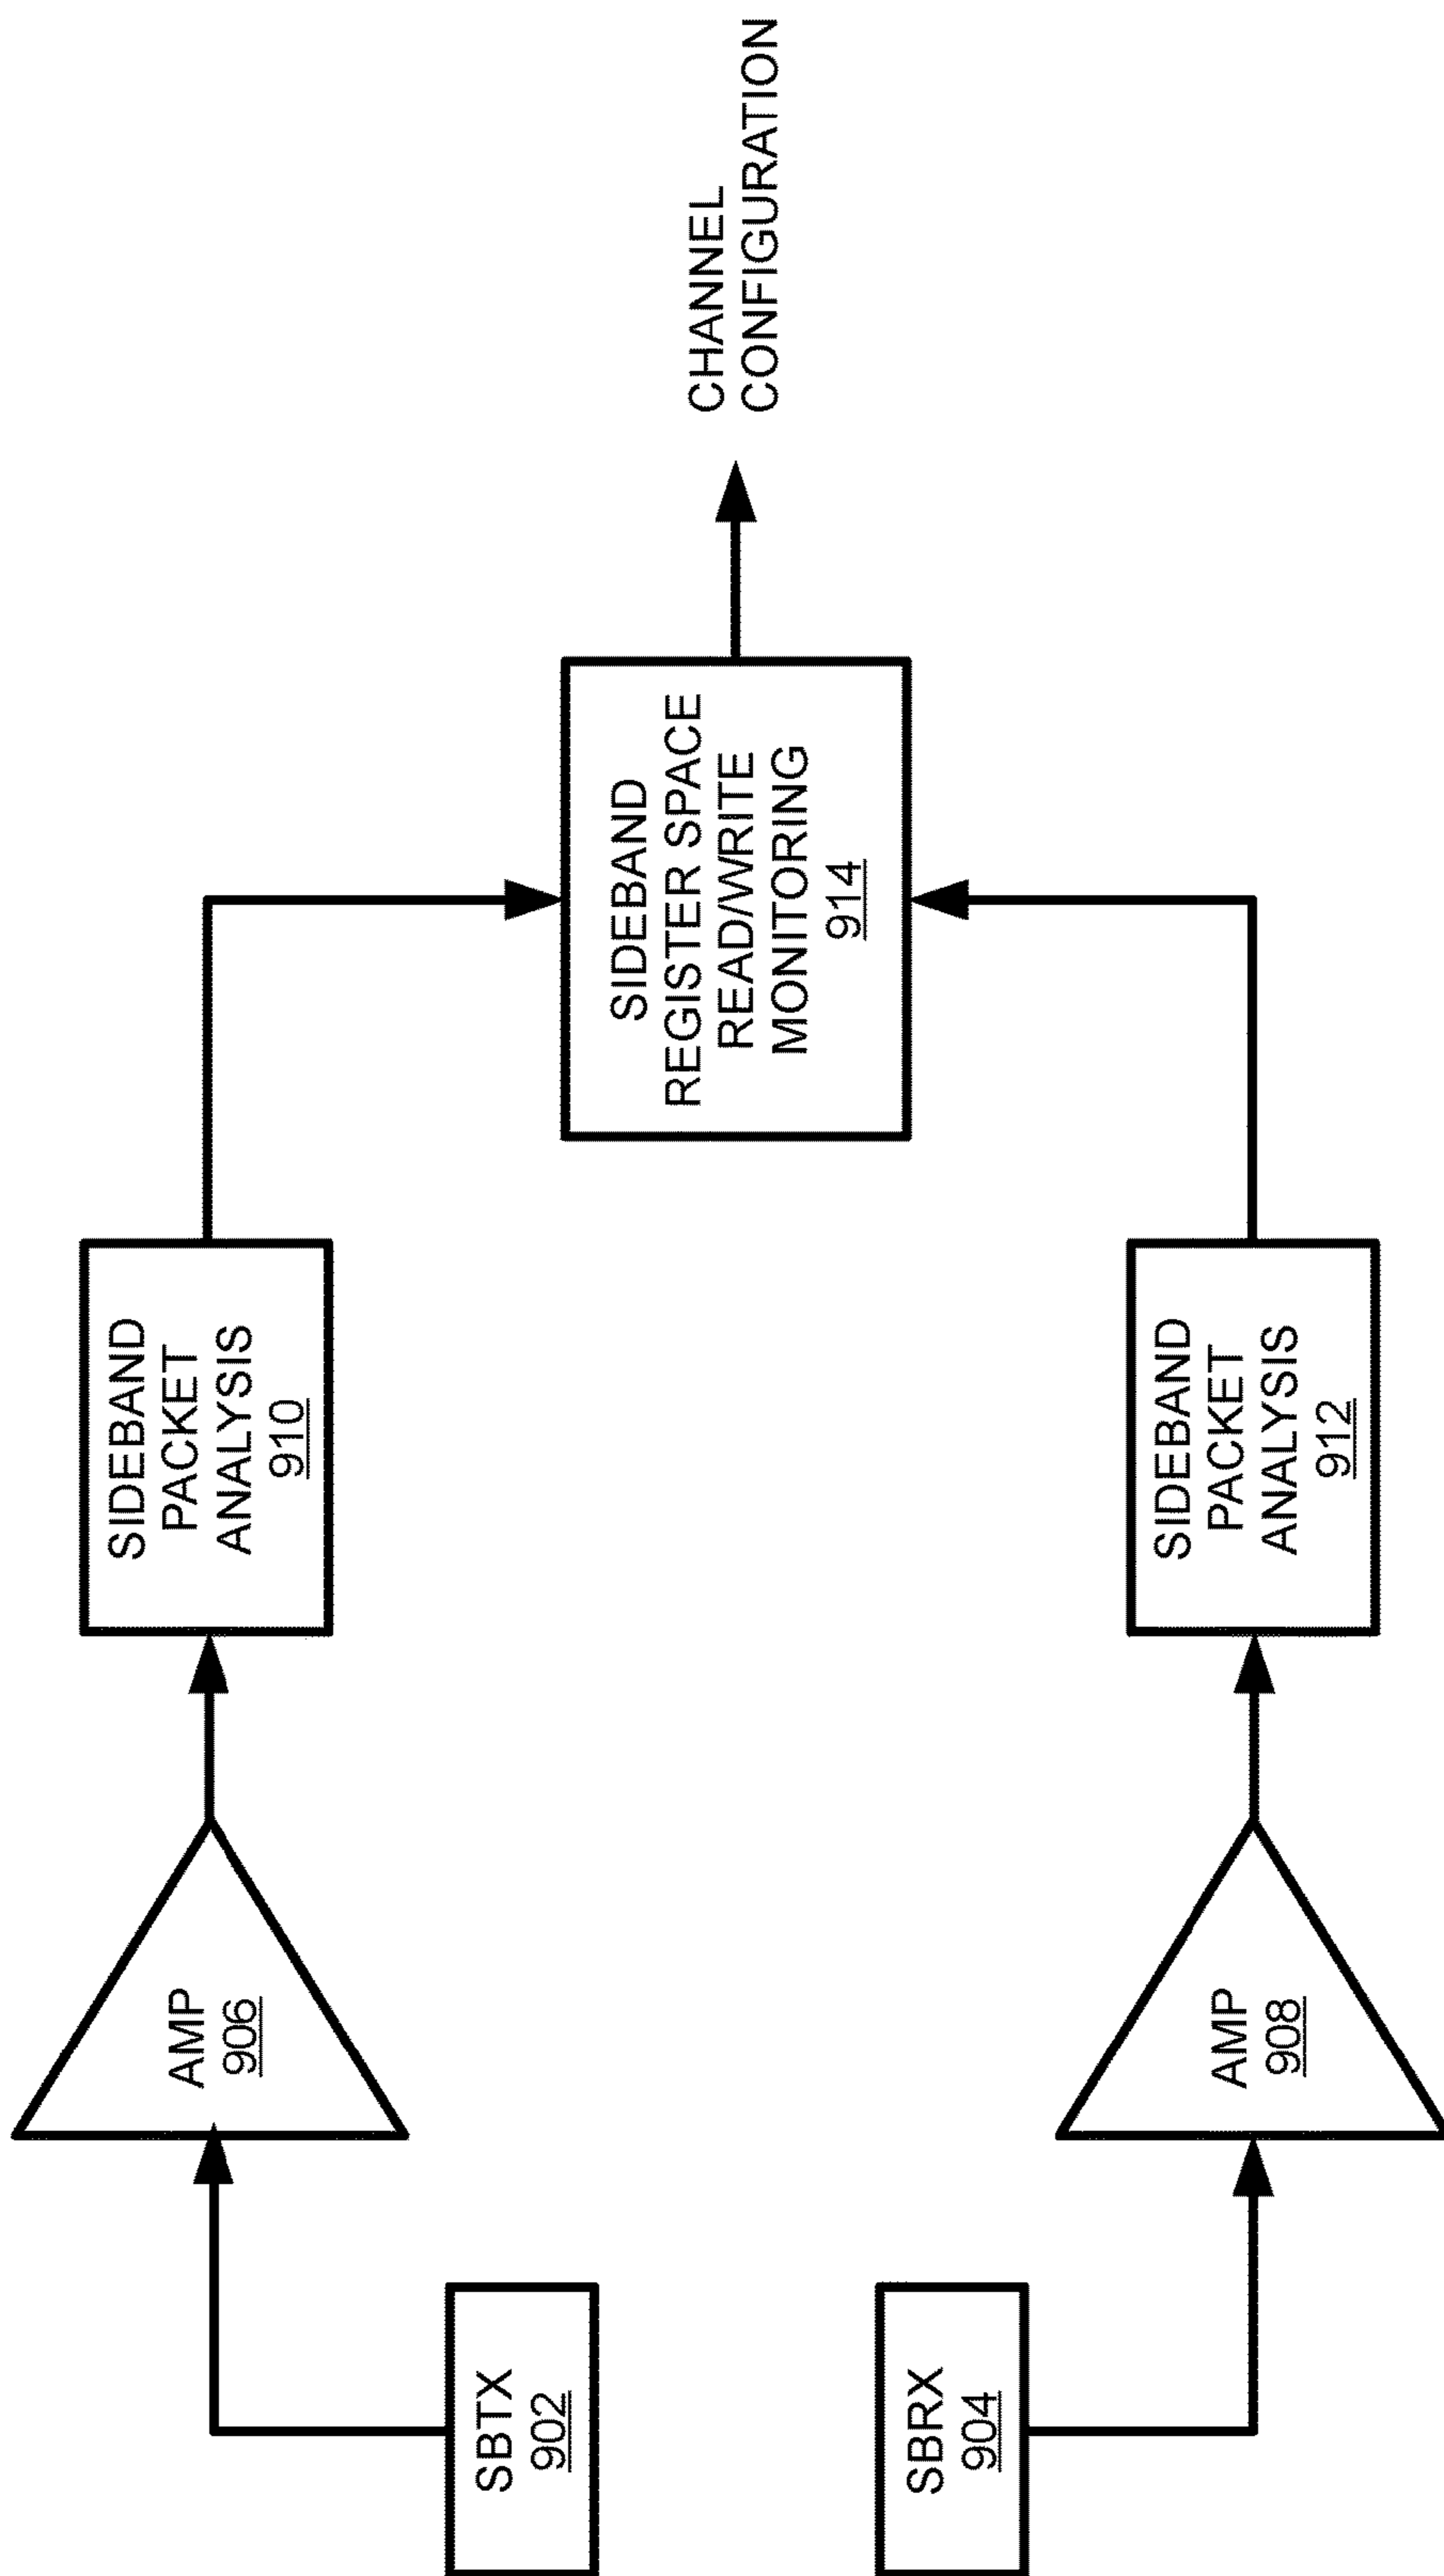 SBTX
902
SBRX
904
AMP
906
AMP
908
SIDEBAND
PACKET
ANALYSIS
910
SIDEBAND
PACKET
ANALYSIS
912
SIDEBAND
REGISTER SPACE
READ/WRITE
MONITORING
914
CHANNEL
CONFIGURATION